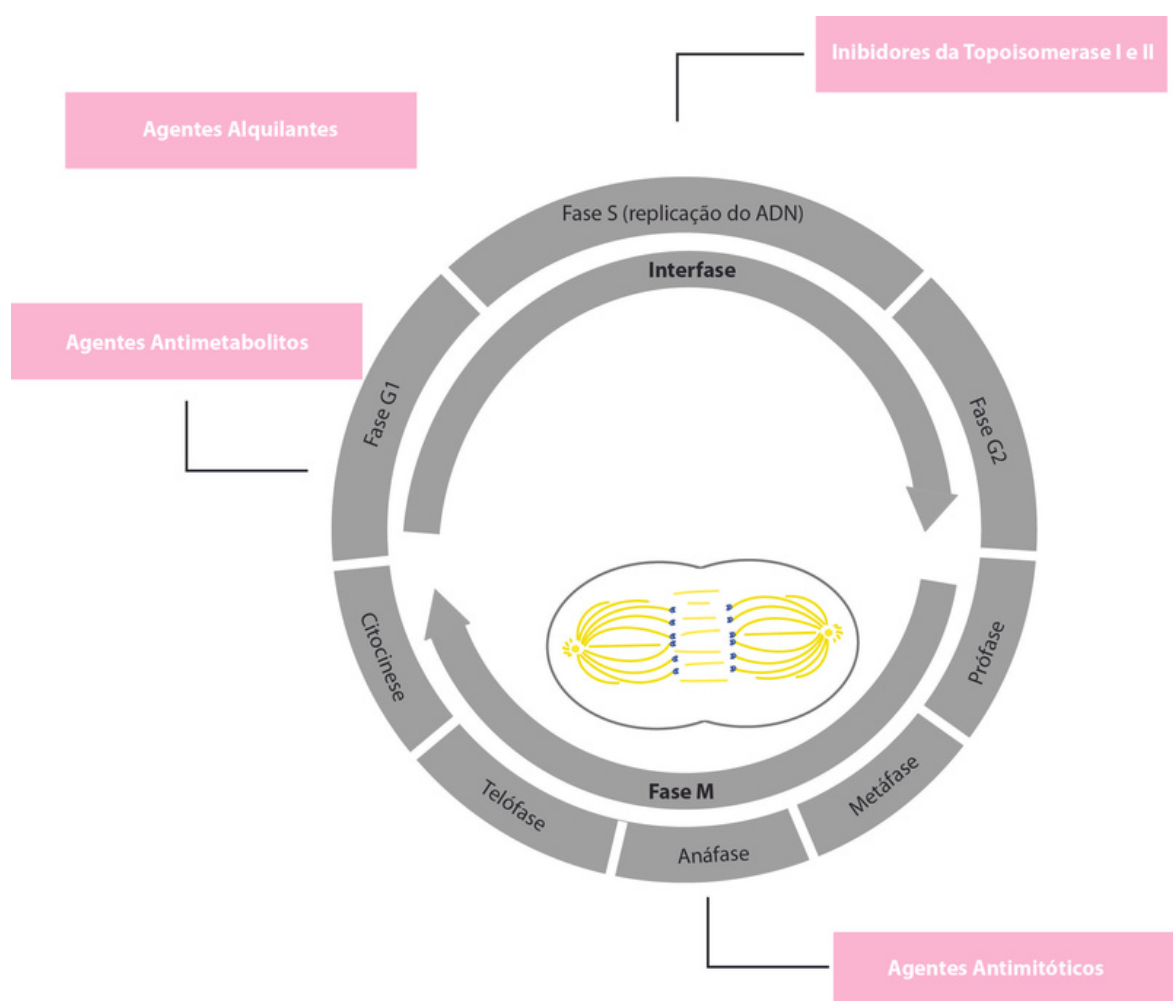 Inibidores da Topoisomerase I e II
Agentes Alquilantes
Fase S (replicação do ADN)
Interfase
Agentes Antimetabolitos
Fase G1
Fase G2
Citocinese
Prófase
Telófase
Fase M
Metáfase
Anáfase
Agentes Antimitóticos